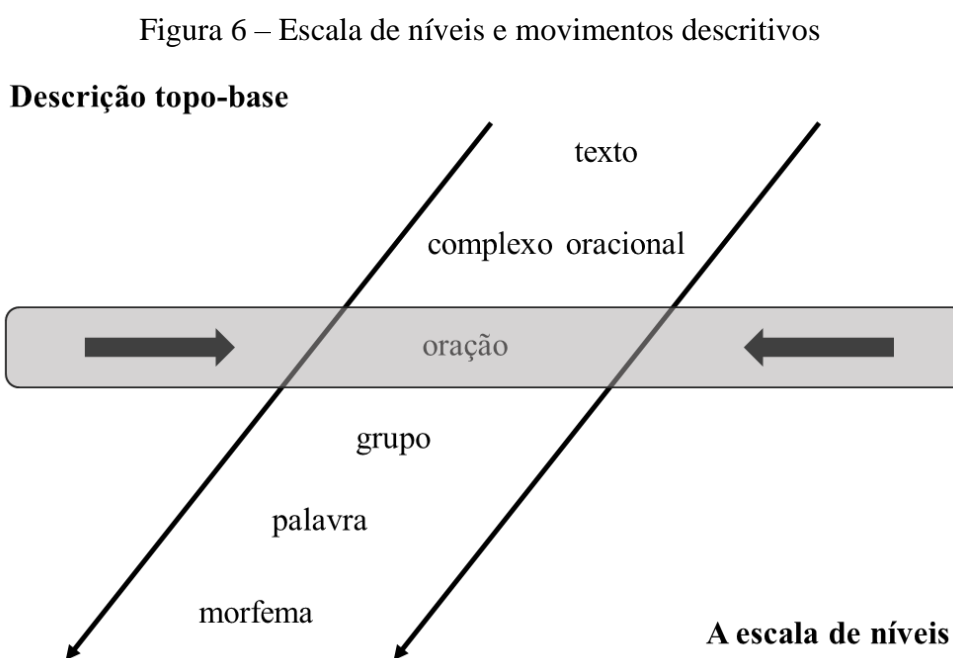 Figura 6 – Escala de níveis e movimentos descritivos
Descrição topo-base
texto
complexo oracional
oração
grupo
palavra
morfema
A escala de níveis